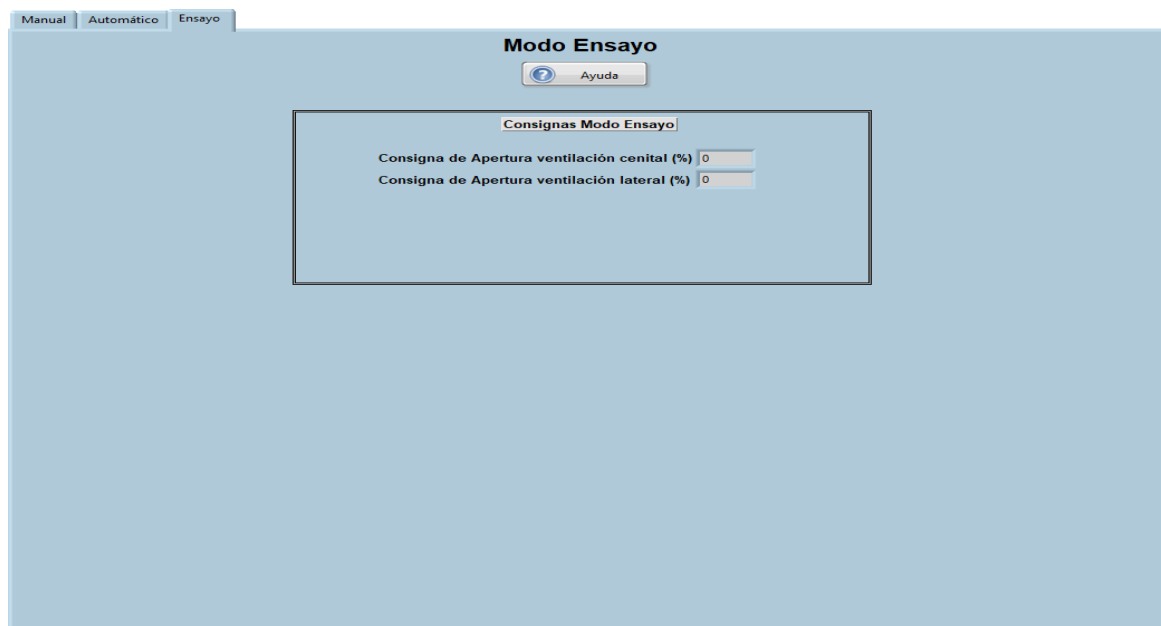 Manual Automático Ensayo
Modo Ensayo
Ayuda
Consignas Modo Ensayo
Consigna de Apertura ventilación cenital (%) 0
Consigna de Apertura ventilación lateral (%) 0